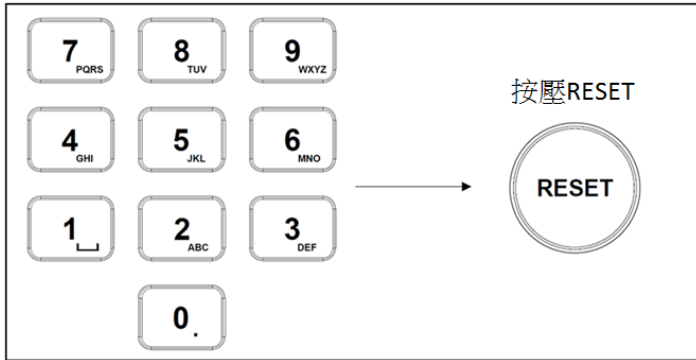 7 PQRS 8 TUV 9 WXYZ
按壓RESET
4 GHI 5 JKL 6 MNO
RESET
1 2 ABC 3 DEF
0 .